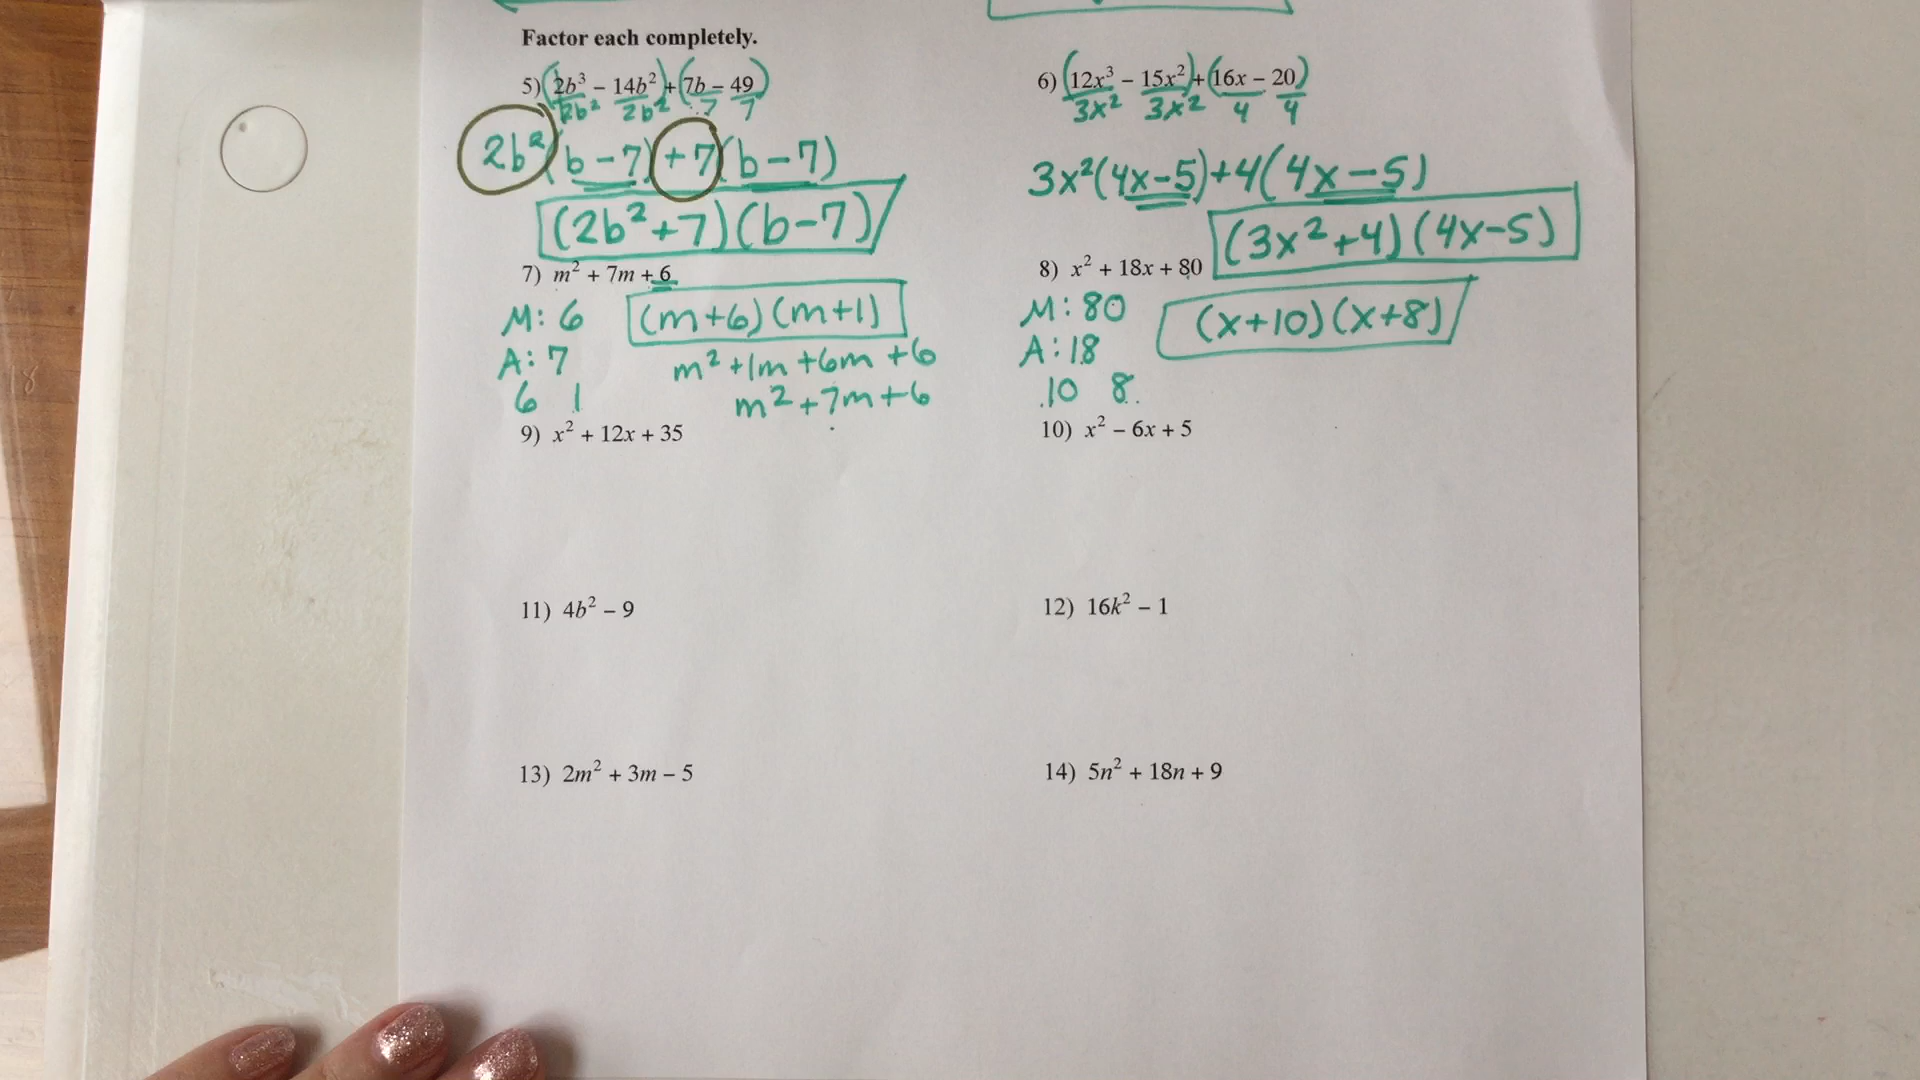 Factor each completely.
5) (2b³ − 14b²) + (7b − 49)
2b² 2b² 7 7
2b²(b−7)+7(b−7)
(2b²+7)(b−7)
6) (12x³ − 15x²) + (16x − 20)
3x² 3x² 4 4
3x²(4x−5)+4(4x−5)
(3x²+4)(4x−5)
7) m² + 7m + 6
M: 6
A: 7
6 1
(m+6)(m+1)
m²+1m+6m+6
m²+7m+6
8) x² + 18x + 80
M: 80
A: 18
10 8
(x+10)(x+8)
9) x² + 12x + 35
10) x² − 6x + 5
11) 4b² − 9
12) 16k² − 1
13) 2m² + 3m − 5
14) 5n² + 18n + 9